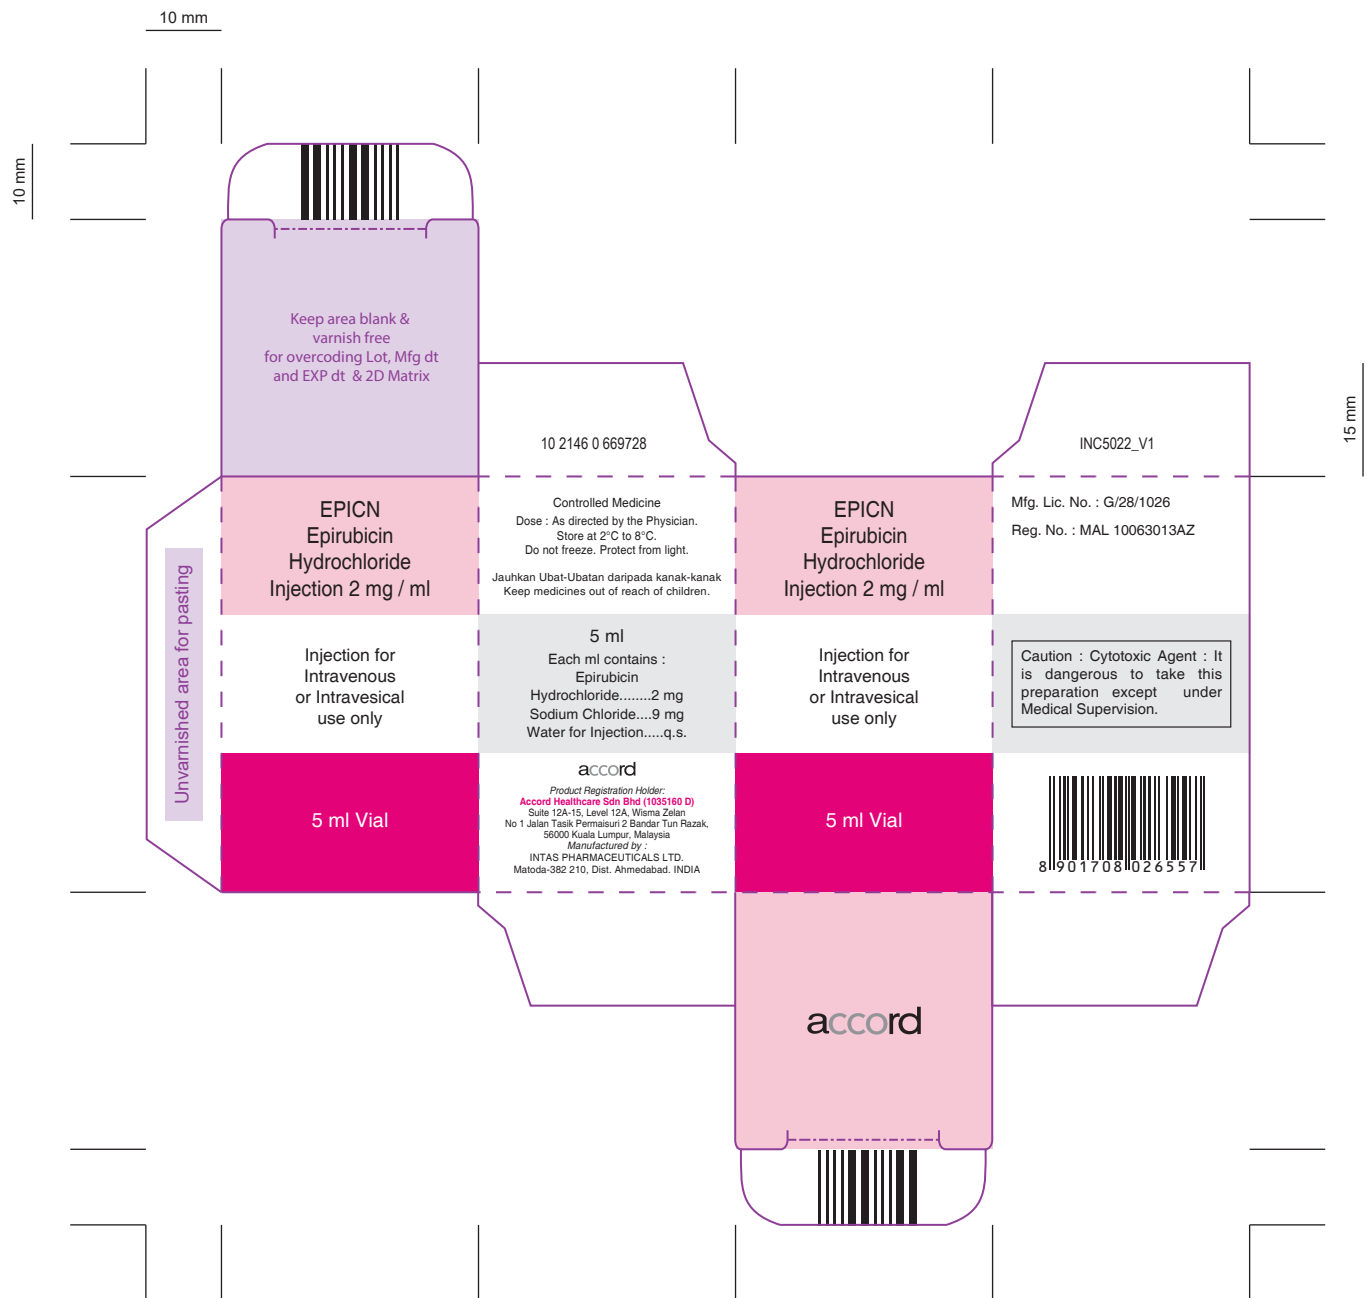 10 mm
10 mm
Keep area blank &
varnish free
for overcoding Lot, Mfg dt
and EXP dt & 2D Matrix
10 2146 0 669728
INC5022_V1
15 mm
Unvarnished area for pasting
EPICN
Epirubicin
Hydrochloride
Injection 2 mg / ml
Injection for
Intravenous
or Intravesical
use only
5 ml Vial
Controlled Medicine
Dose : As directed by the Physician.
Store at 2°C to 8°C.
Do not freeze. Protect from light.
Jauhkan Ubat-Ubatan daripada kanak-kanak
Keep medicines out of reach of children.
5 ml
Each ml contains :
Epirubicin
Hydrochloride........2 mg
Sodium Chloride....9 mg
Water for Injection.....q.s.
accord
Product Registration Holder:
Accord Healthcare Sdn Bhd (1035160 D)
Suite 12A-15, Level 12A, Wisma Zelan
No 1 Jalan Tasik Permaisuri 2 Bandar Tun Razak,
56000 Kuala Lumpur, Malaysia
Manufactured by :
INTAS PHARMACEUTICALS LTD.
Matoda-382 210, Dist. Ahmedabad. INDIA
EPICN
Epirubicin
Hydrochloride
Injection 2 mg / ml
Injection for
Intravenous
or Intravesical
use only
5 ml Vial
Mfg. Lic. No. : G/28/1026
Reg. No. : MAL 10063013AZ
Caution : Cytotoxic Agent : It
is dangerous to take this
preparation except under
Medical Supervision.
8 901708 026557
accord